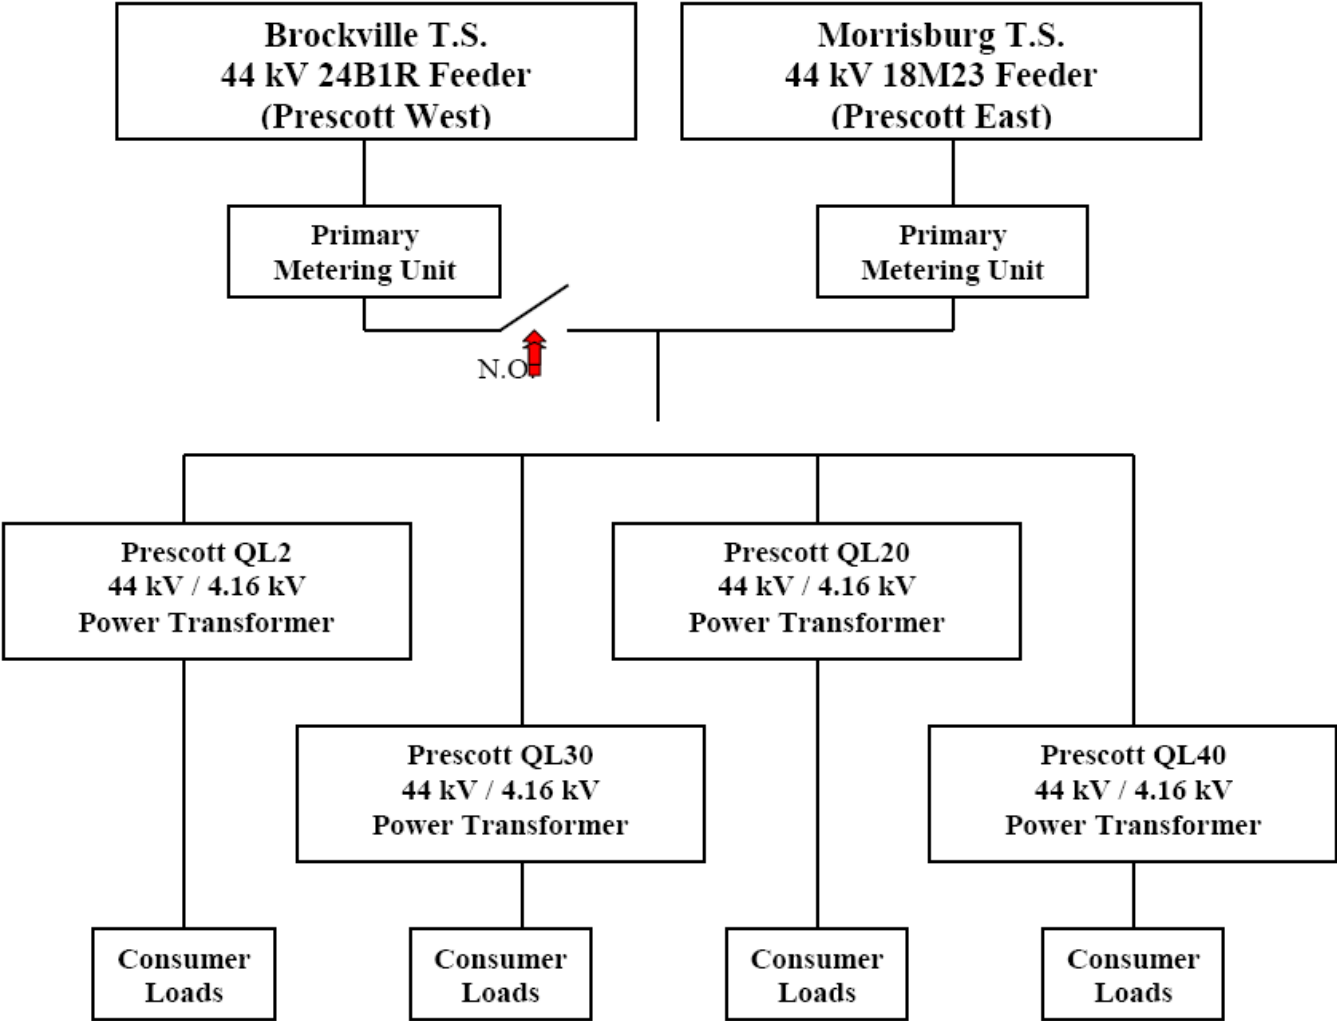 Brockville T.S.
44 kV 24B1R Feeder
(Prescott West)
Morrisburg T.S.
44 kV 18M23 Feeder
(Prescott East)
Primary
Metering Unit
Primary
Metering Unit
N.O.
Prescott QL2
44 kV / 4.16 kV
Power Transformer
Prescott QL20
44 kV / 4.16 kV
Power Transformer
Prescott QL30
44 kV / 4.16 kV
Power Transformer
Prescott QL40
44 kV / 4.16 kV
Power Transformer
Consumer
Loads
Consumer
Loads
Consumer
Loads
Consumer
Loads